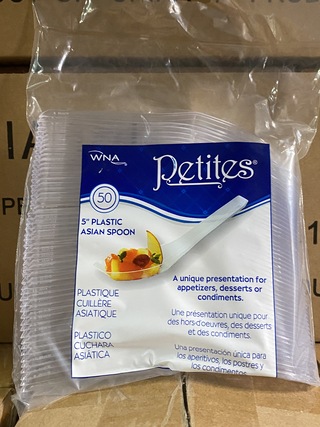 WNA
Petites®
50
5" PLASTIC
ASIAN SPOON
A unique presentation for
appetizers, desserts or
condiments.
PLASTIQUE
CUILLÈRE
ASIATIQUE
Une présentation unique pour
des hors-d'oeuvres, des desserts
et des condiments.
PLASTICO
CUCHARA
ASIÁTICA
Una presentación única para
los aperitivos, los postres y
los condimentos